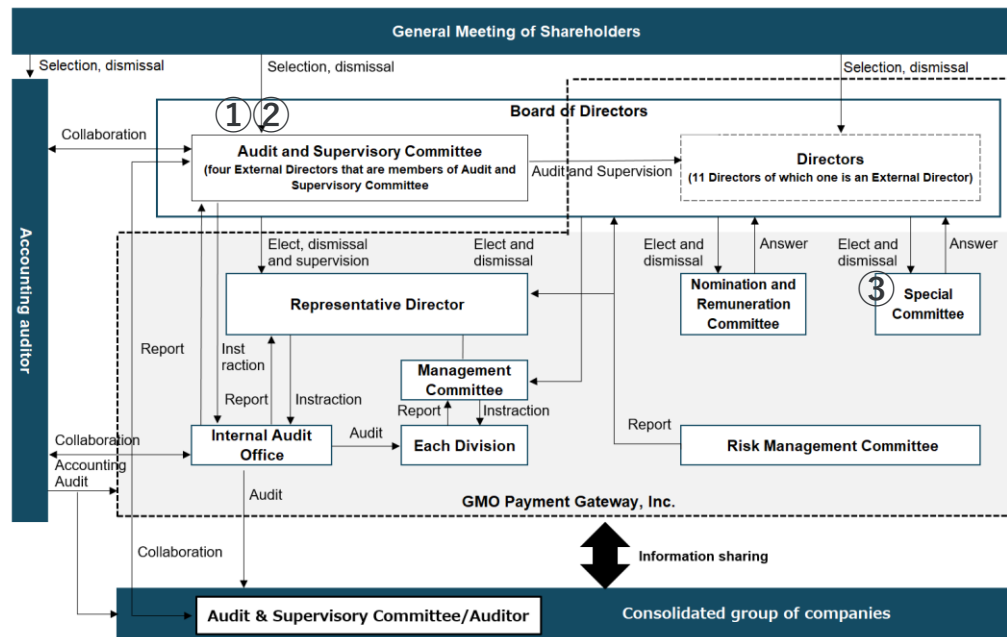 General Meeting of Shareholders
Selection, dismissal
Selection, dismissal
Selection, dismissal
Accounting auditor
Board of Directors
① ②
Collaboration
Audit and Supervisory Committee
(four External Directors that are members of Audit and
Supervisory Committee
Audit and Supervision
Directors
(11 Directors of which one is an External Director)
Elect, dismissal
and supervision
Elect and
dismissal
Elect and
dismissal
Answer
Elect and
dismissal
Answer
Representative Director
Nomination and
Remuneration
Committee
③
Special
Committee
Report
Inst
raction
Report
Instraction
Management
Committee
Report
Instraction
Internal Audit
Office
Audit
Each Division
Report
Risk Management Committee
Collaboration
Accounting
Audit
Audit
GMO Payment Gateway, Inc.
Collaboration
Information sharing
Audit & Supervisory Committee/Auditor
Consolidated group of companies